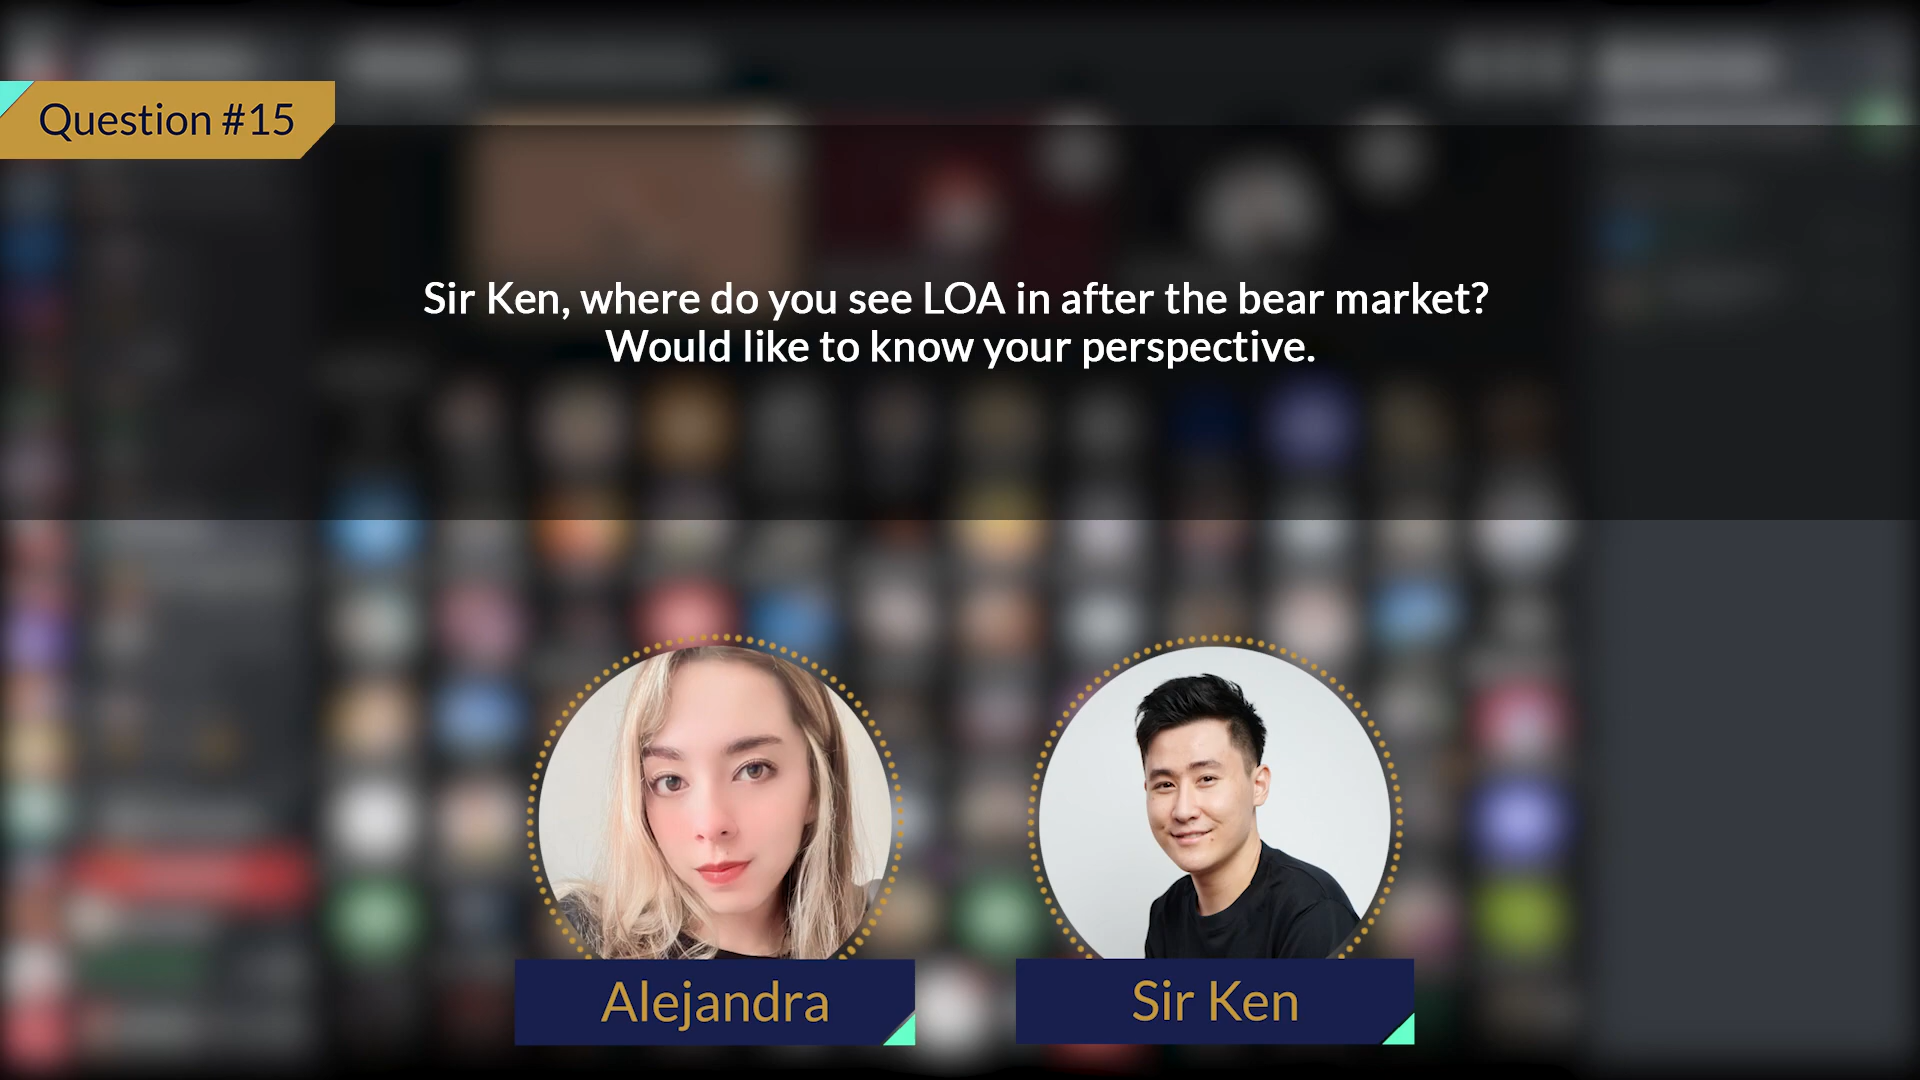 Question #15
Sir Ken, where do you see LOA in after the bear market?
Would like to know your perspective.
Alejandra
Sir Ken